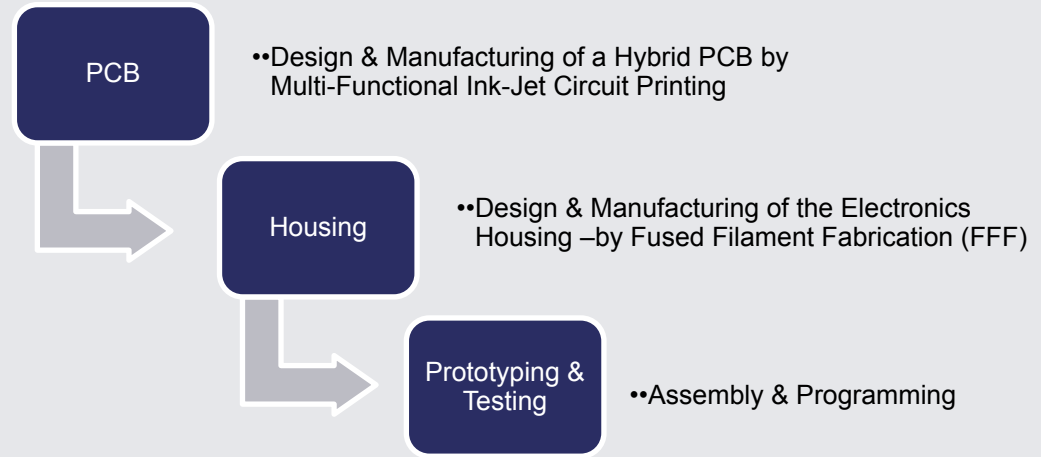 PCB
••Design & Manufacturing of a Hybrid PCB by
Multi-Functional Ink-Jet Circuit Printing
Housing
••Design & Manufacturing of the Electronics
Housing –by Fused Filament Fabrication (FFF)
Prototyping &
Testing
••Assembly & Programming